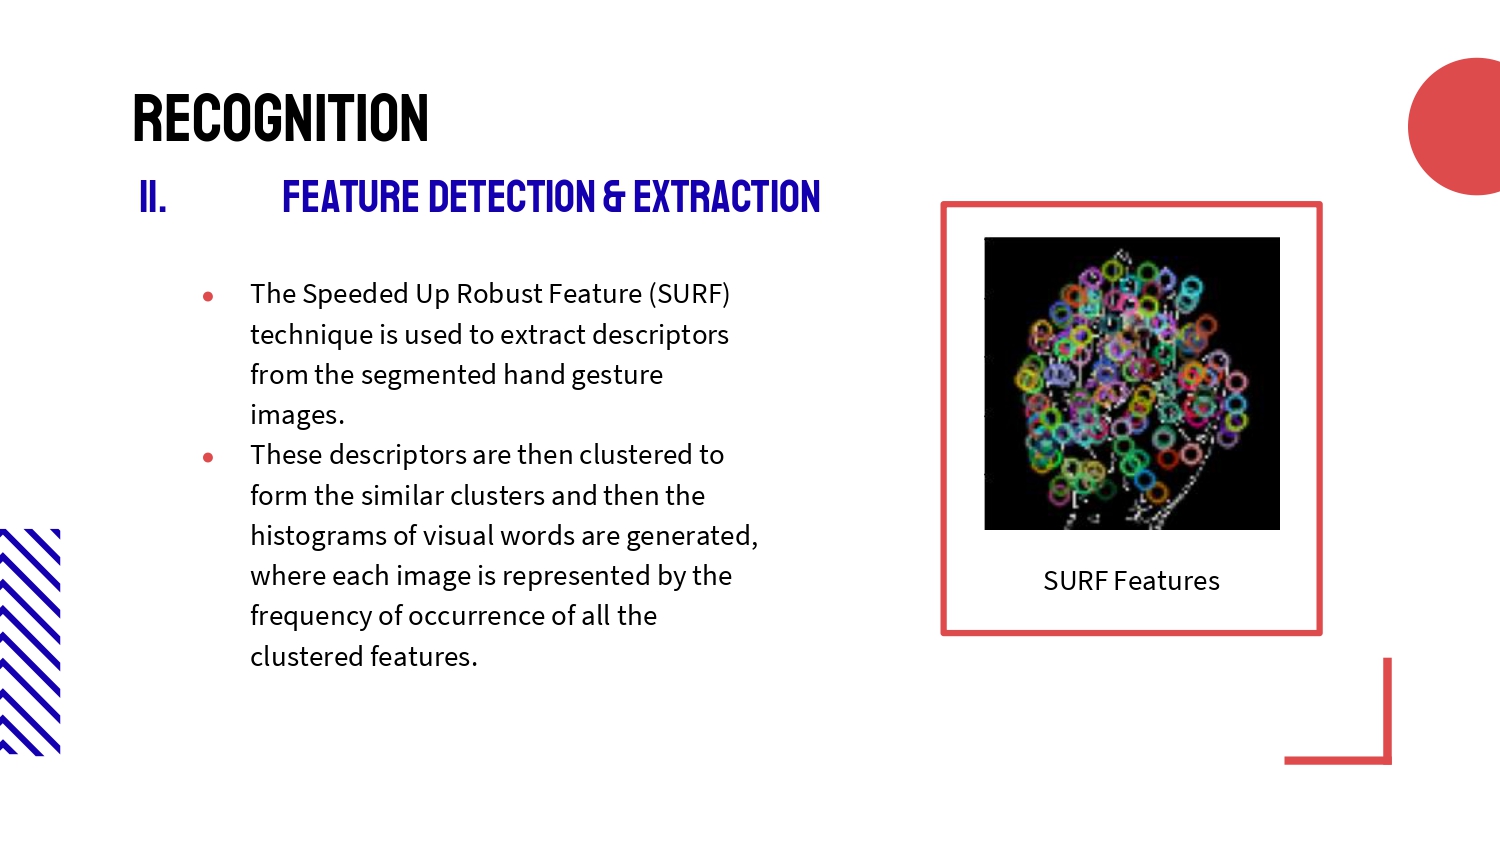 RECOGNITION
II. FEATURE DETECTION & EXTRACTION
● The Speeded Up Robust Feature (SURF)
technique is used to extract descriptors
from the segmented hand gesture
images.
● These descriptors are then clustered to
form the similar clusters and then the
histograms of visual words are generated,
where each image is represented by the
frequency of occurrence of all the
clustered features.
SURF Features